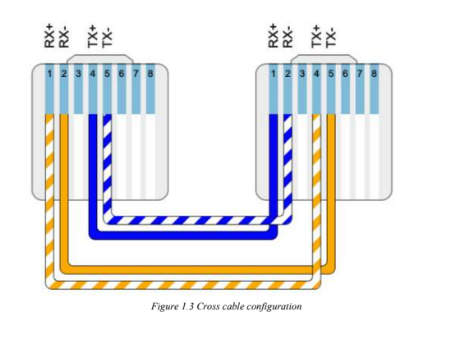 RX+ RX- TX+ TX- RX+ RX- TX+ TX-
1 2 3 4 5 6 7 8 1 2 3 4 5 6 7 8
Figure 1.3 Cross cable configuration